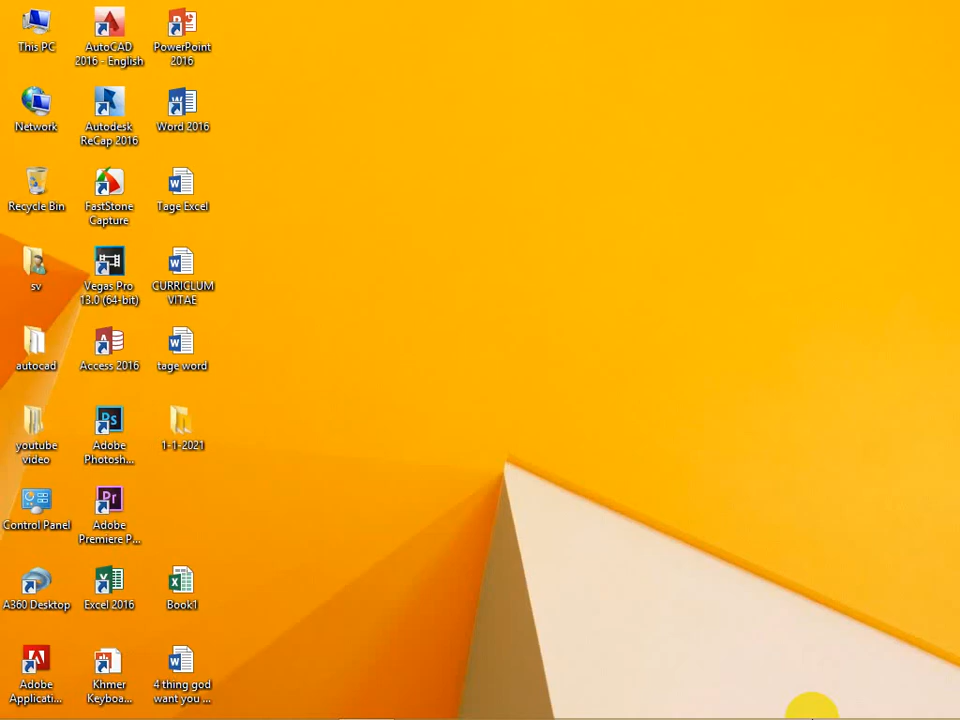 This PC
AutoCAD
2016 - English
PowerPoint
2016
Network
Autodesk
ReCap 2016
Word 2016
Recycle Bin
FastStone
Capture
Tage Excel
sv
Vegas Pro
13.0 (64-bit)
CURRICLUM
VITAE
autocad
Access 2016
tage word
youtube
video
Adobe
Photosh...
1-1-2021
Control Panel
Adobe
Premiere P...
A360 Desktop
Excel 2016
Book1
Adobe
Applicati...
Khmer
Keyboa...
4 thing god
want you ...